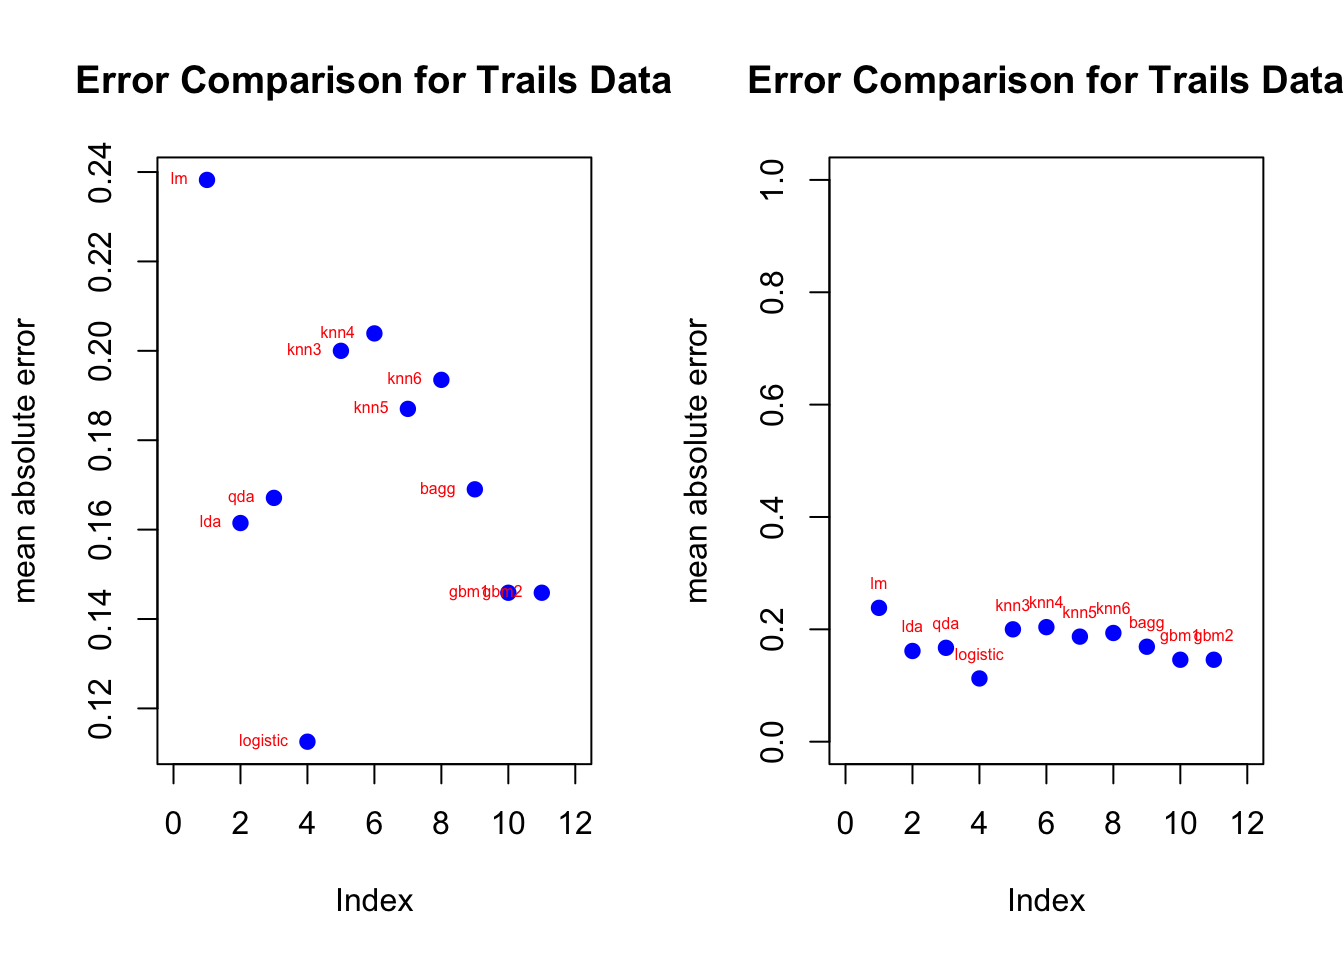 Error Comparison for Trails Data
mean absolute error
0.24
0.22
0.20
0.18
0.16
0.14
0.12
lm
knn4
knn3
knn6
knn5
bagg
qda
lda
gbm1
gbm2
logistic
0 2 4 6 8 10 12
Index
Error Comparison for Trails Data
mean absolute error
1.0
0.8
0.6
0.4
0.2
0.0
lm
lda
qda
logistic
knn3
knn4
knn5
knn6
bagg
gbm1
gbm2
0 2 4 6 8 10 12
Index